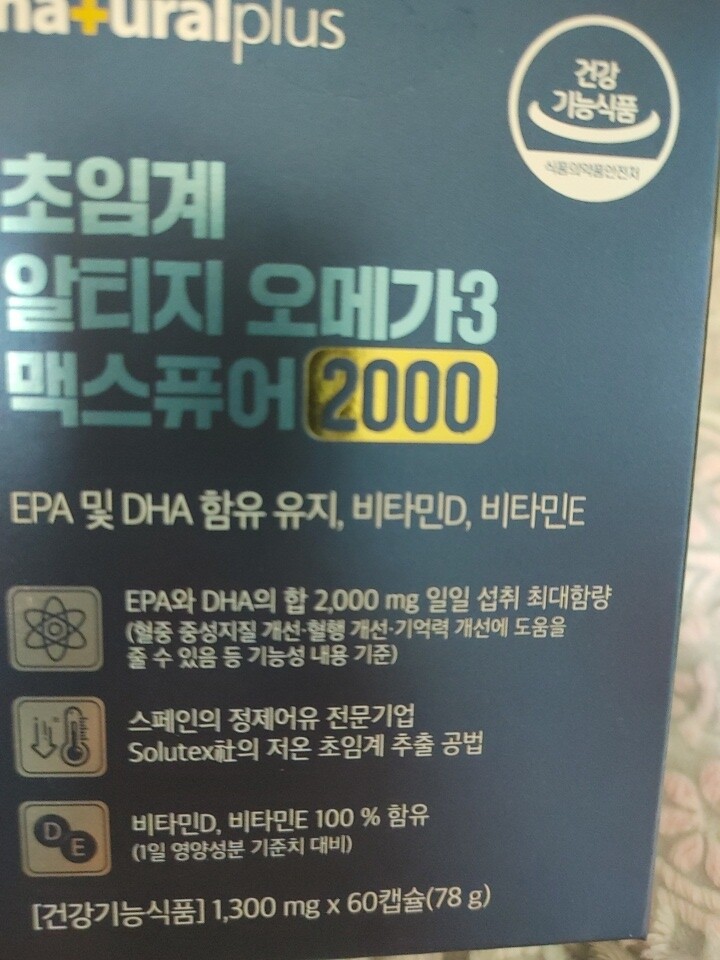 na+uralplus
건강
기능식품
식품의약품안전처
초임계
알티지 오메가3
맥스퓨어 2000
EPA 및 DHA 함유 유지, 비타민D, 비타민E
EPA와 DHA의 합 2,000 mg 일일 섭취 최대함량
(혈중 중성지질 개선·혈행 개선·기억력 개선에 도움을
줄 수 있음 등 기능성 내용 기준)
스페인의 정제어유 전문기업
Solutex社의 저온 초임계 추출 공법
D E
비타민D, 비타민E 100 % 함유
(1일 영양성분 기준치 대비)
[건강기능식품] 1,300 mg x 60캡슐(78 g)